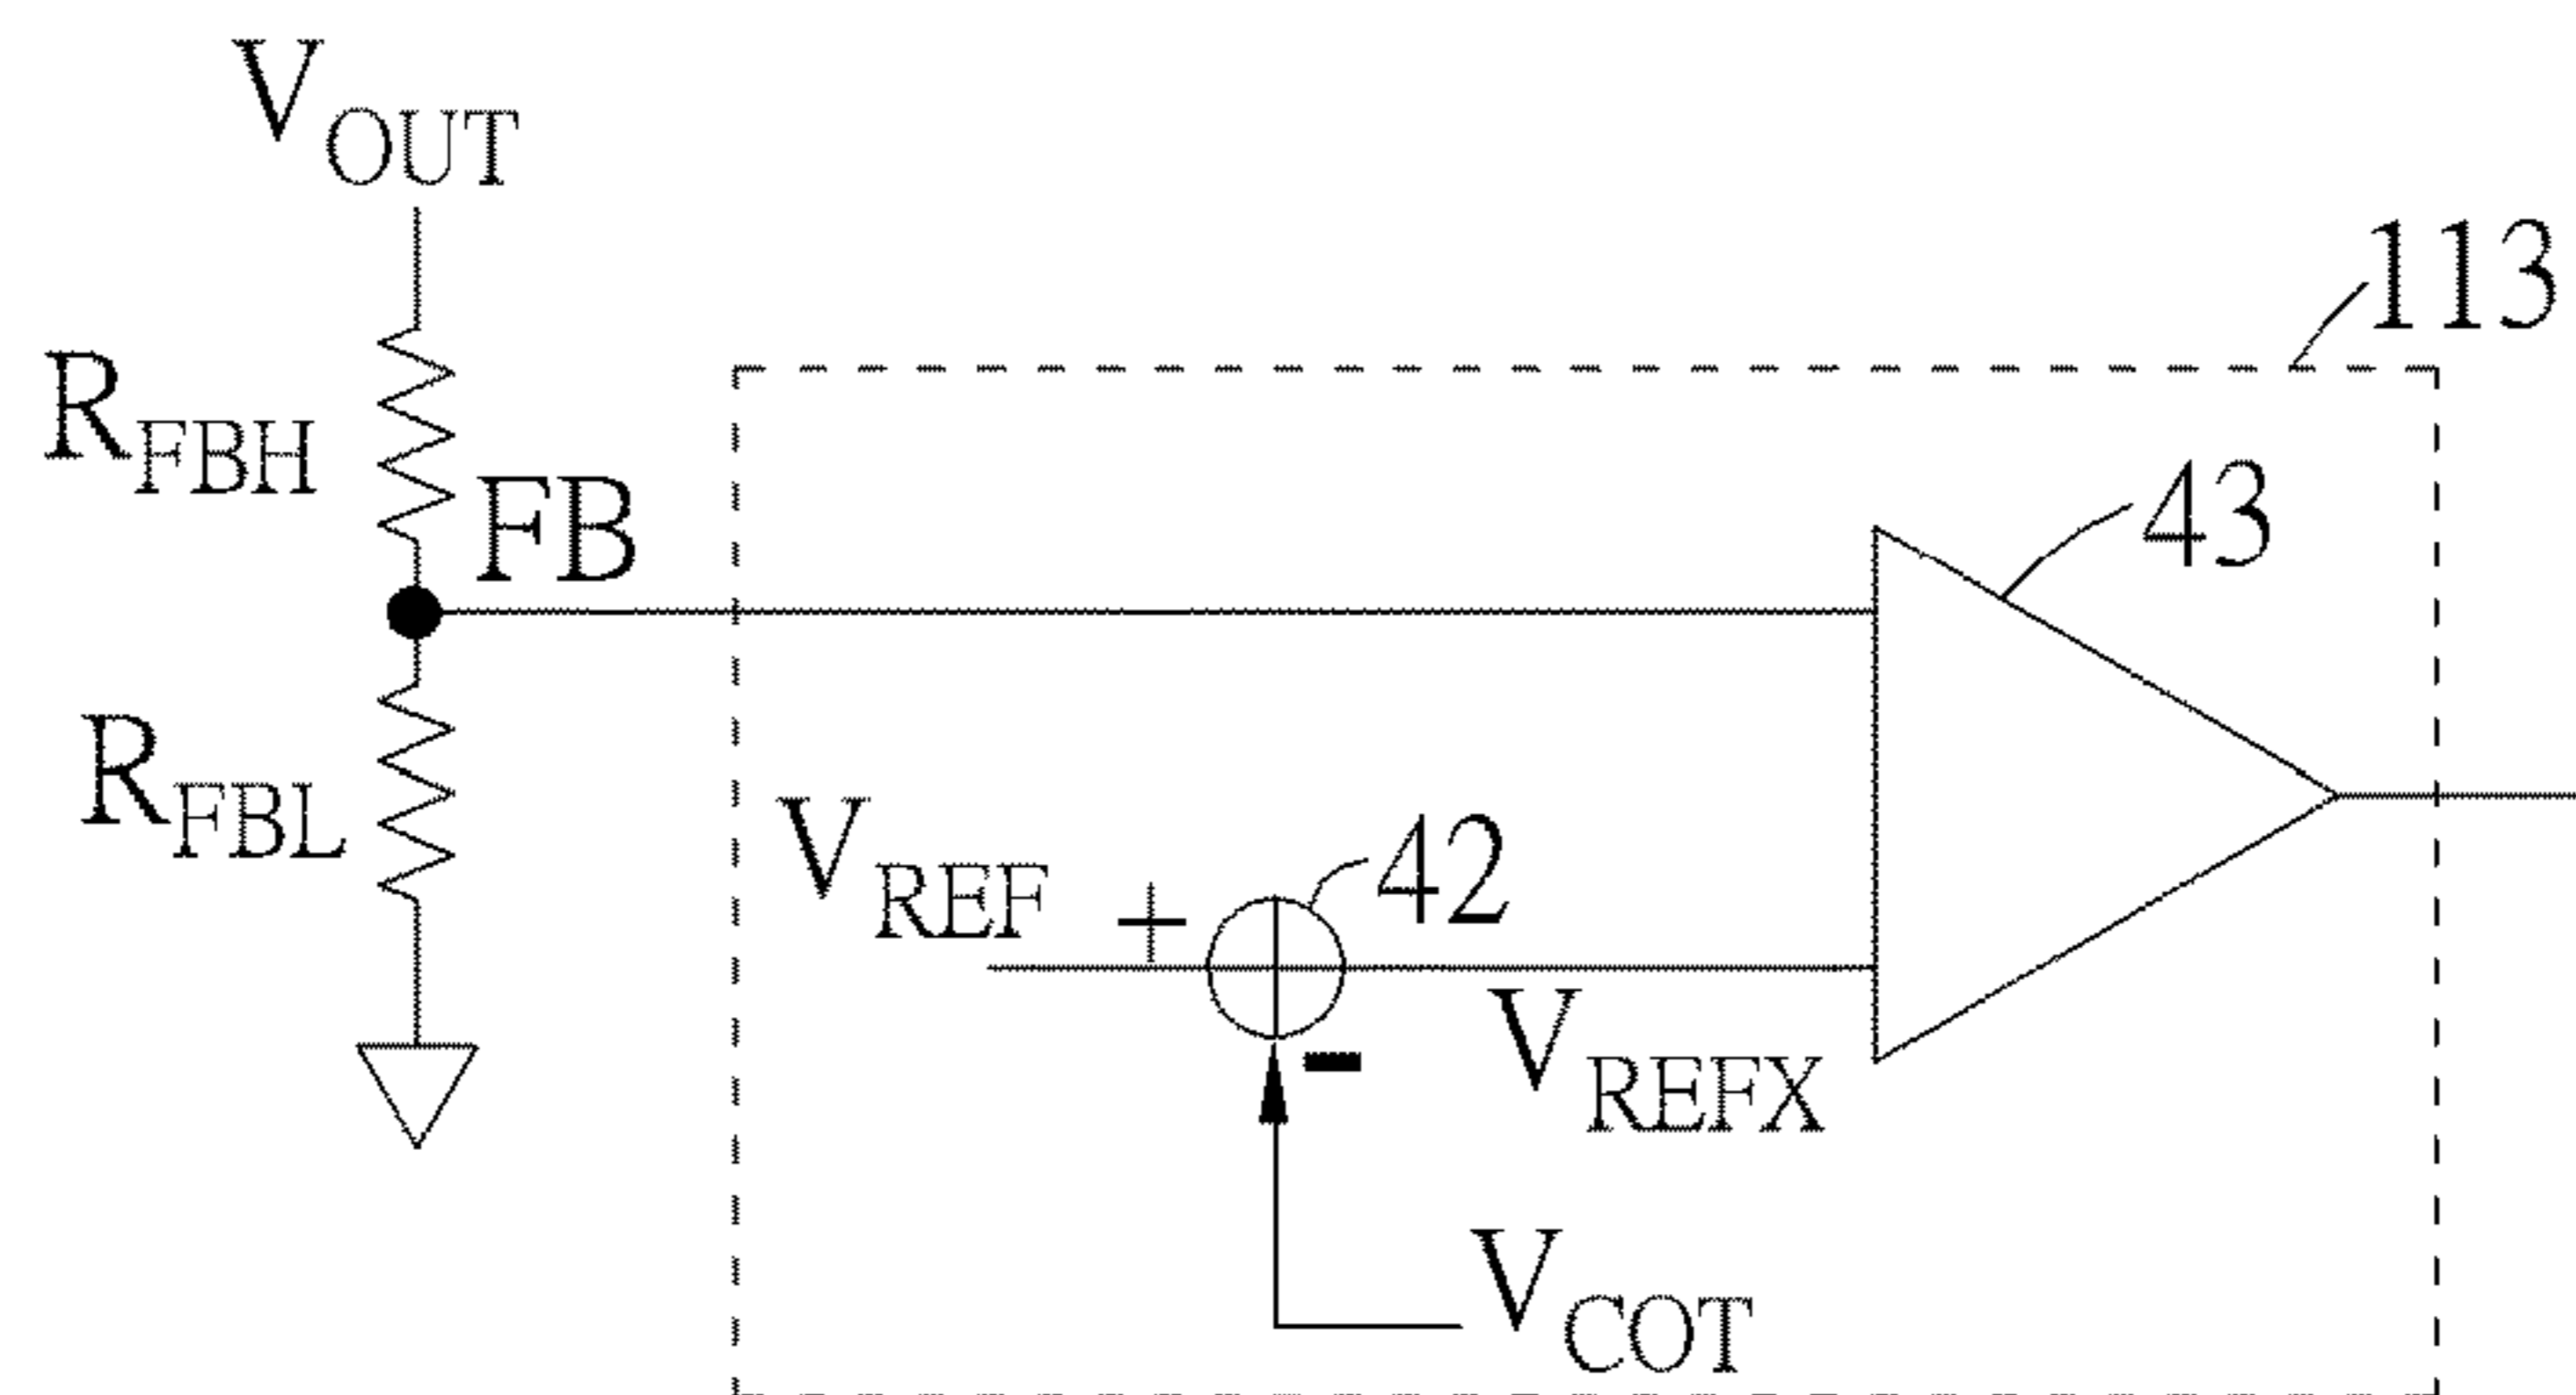 VOUT
113
RFBH
FB
43
RFBL
VREF
+
42
-
VREFX
VCOT